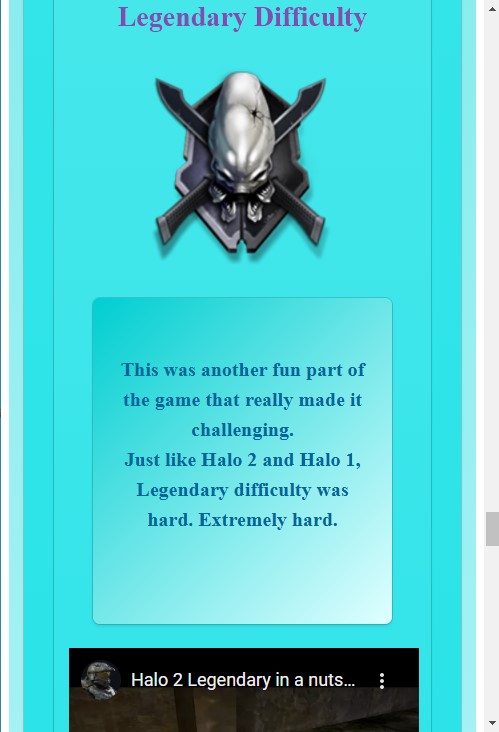 Legendary Difficulty
This was another fun part of
the game that really made it
challenging.
Just like Halo 2 and Halo 1,
Legendary difficulty was
hard. Extremely hard.
Halo 2 Legendary in a nuts...